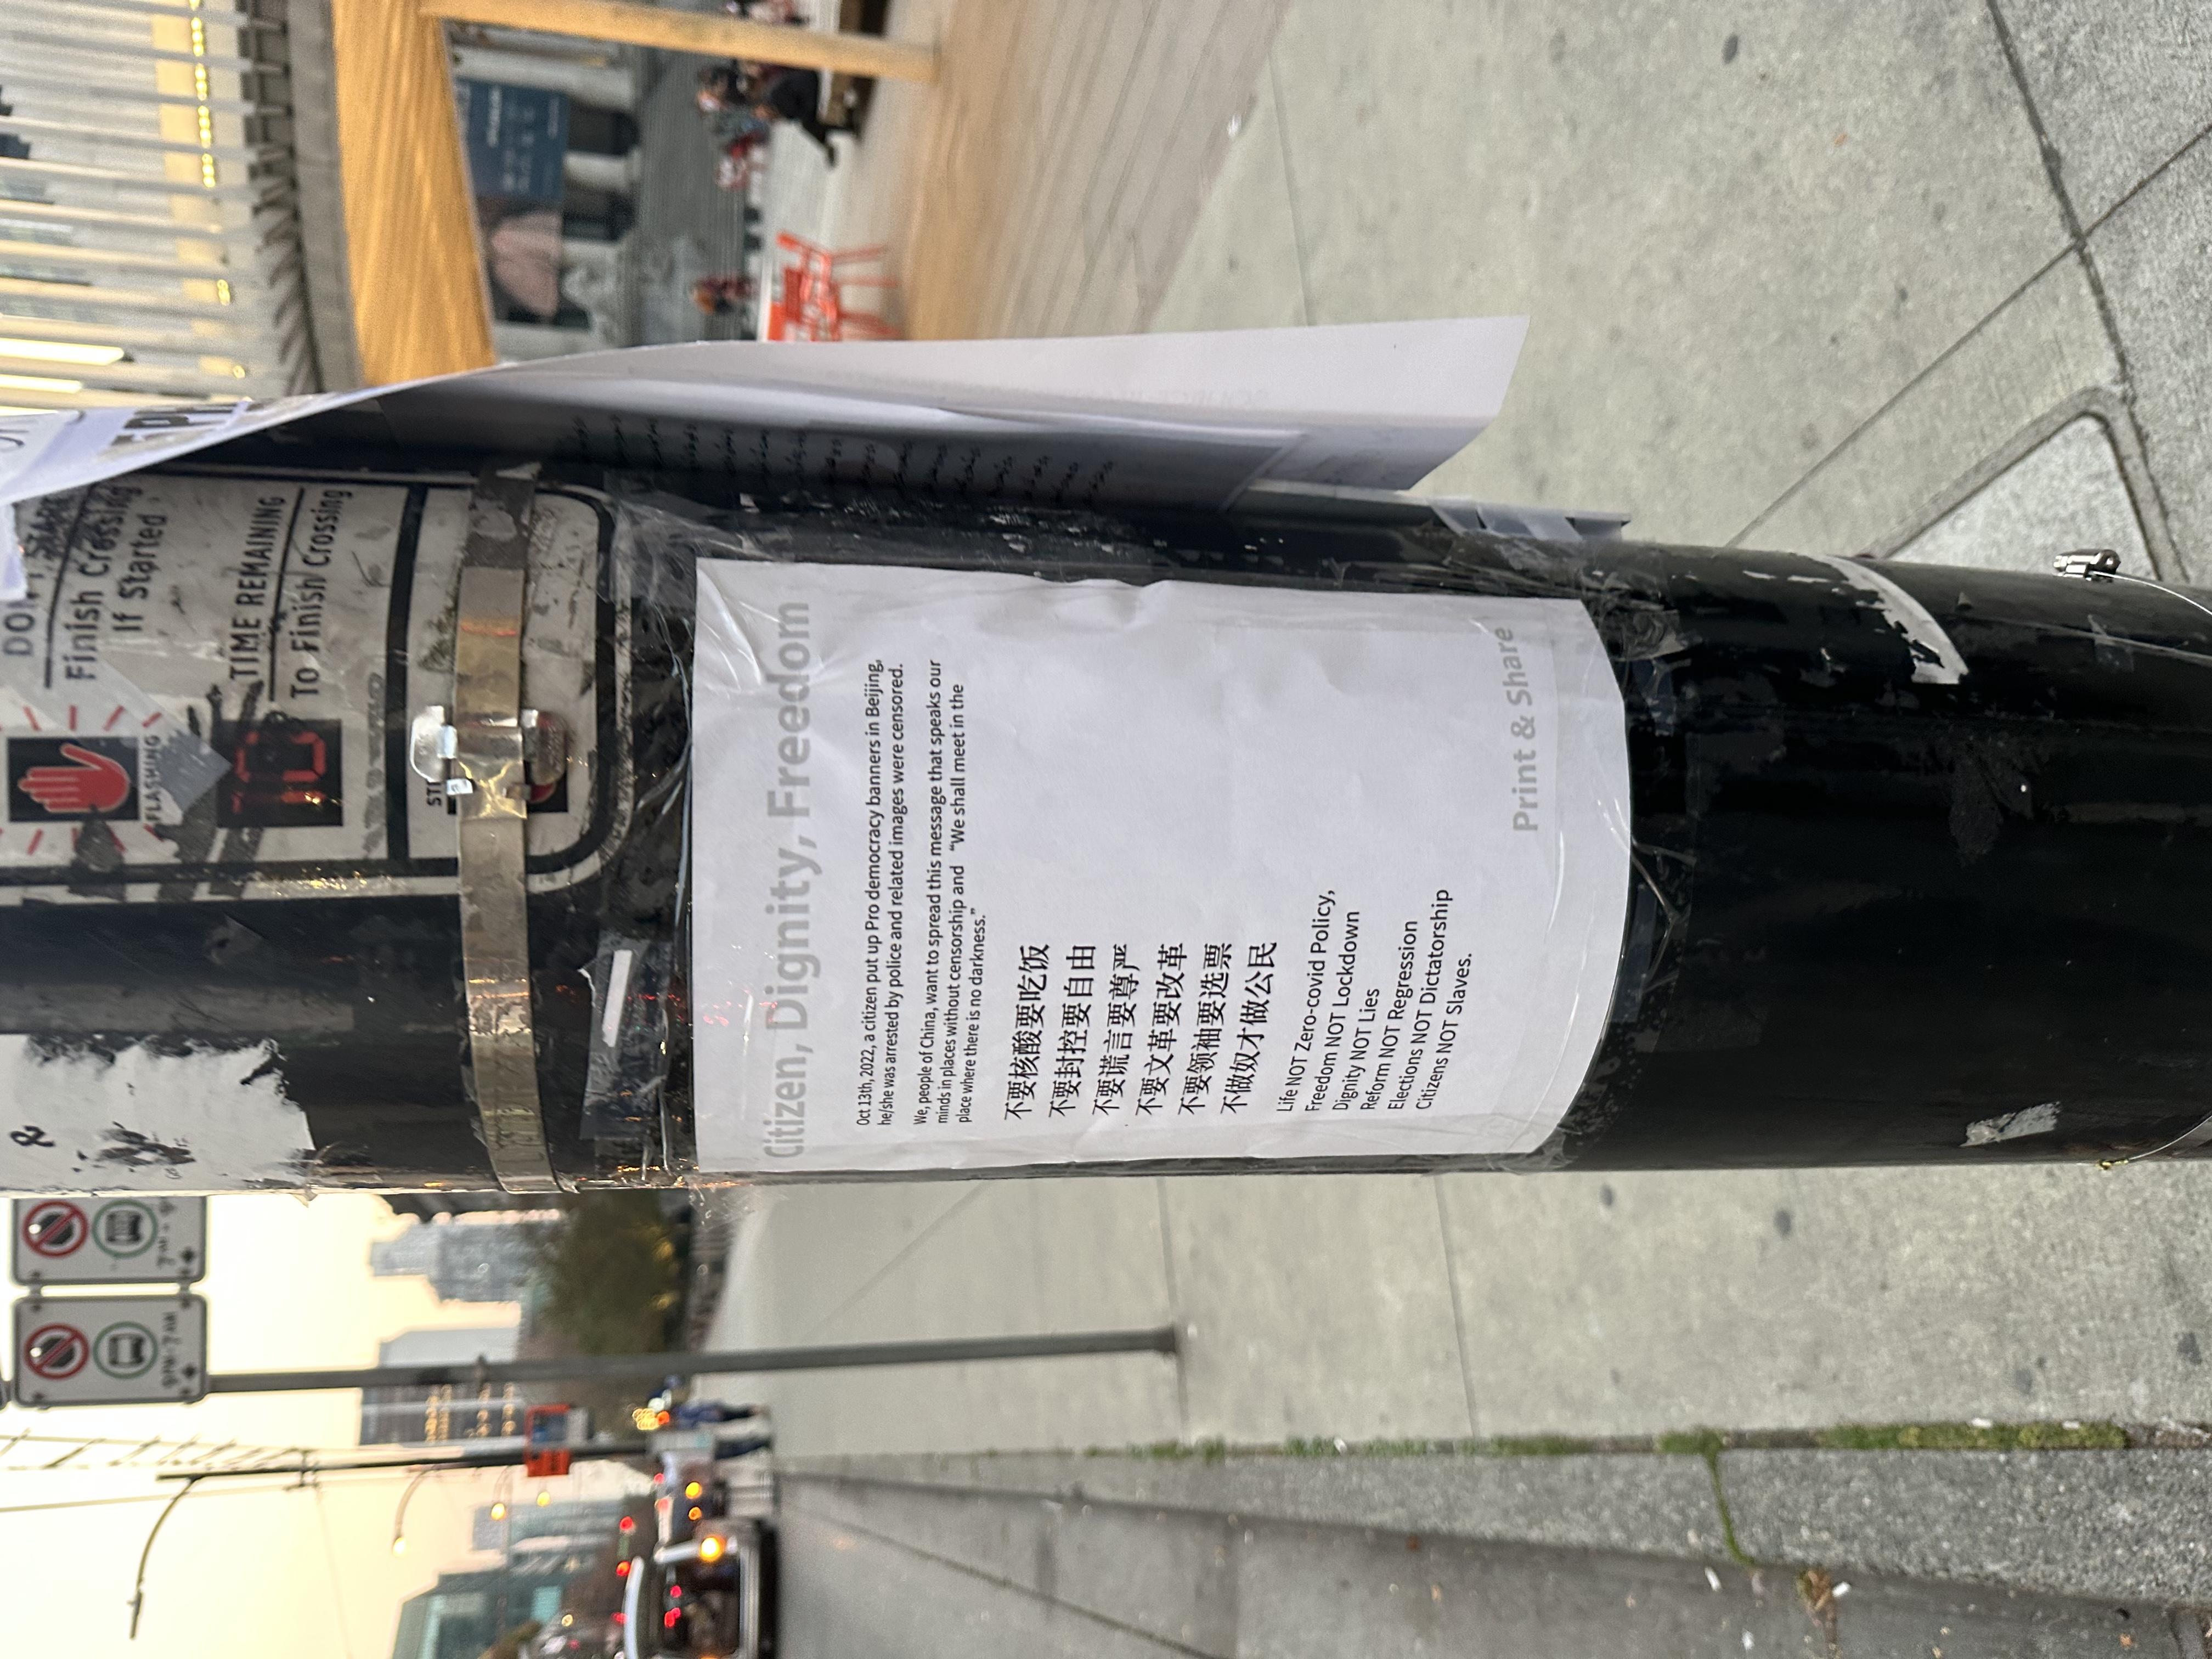 DON'T START
Finish Crossing
If Started
FLASHING
TIME REMAINING
To Finish Crossing
&
Citizen, Dignity, Freedom
Oct 13th, 2022, a citizen put up Pro democracy banners in Beijing,
he/she was arrested by police and related images were censored.
We, people of China, want to spread this message that speaks our
minds in places without censorship and “We shall meet in the
place where there is no darkness.”
不要核酸要吃饭
不要封控要自由
不要谎言要尊严
不要文革要改革
不要领袖要选票
不做奴才做公民
Life NOT Zero-covid Policy,
Freedom NOT Lockdown
Dignity NOT Lies
Reform NOT Regression
Elections NOT Dictatorship
Citizens NOT Slaves.
Print & Share